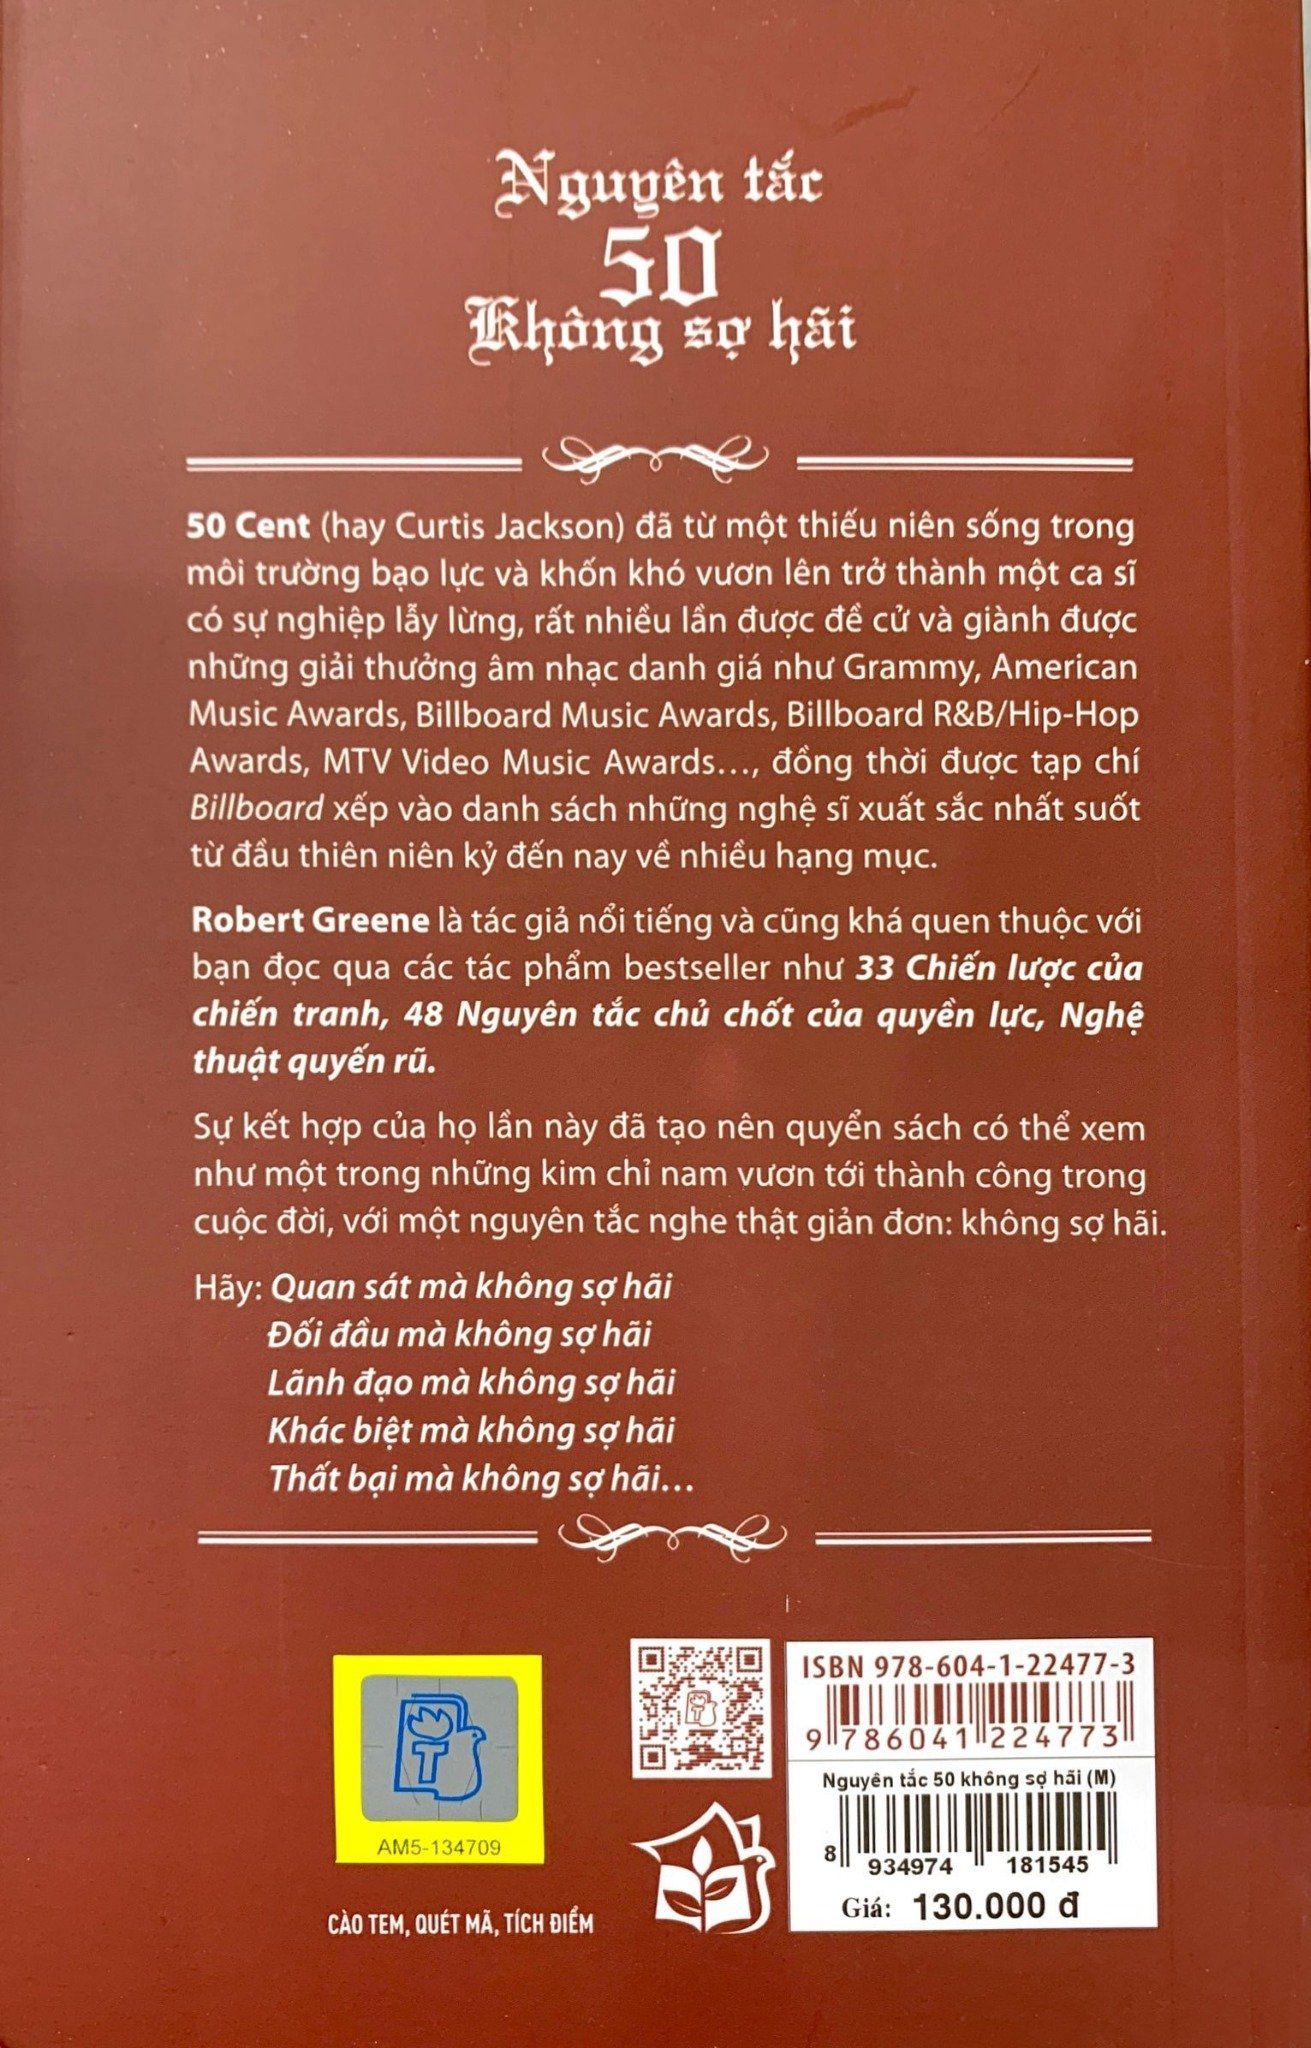 Nguyên tắc
50
Không sợ hãi
50 Cent (hay Curtis Jackson) đã từ một thiếu niên sống trong
môi trường bạo lực và khốn khó vươn lên trở thành một ca sĩ
có sự nghiệp lẫy lừng, rất nhiều lần được đề cử và giành được
những giải thưởng âm nhạc danh giá như Grammy, American
Music Awards, Billboard Music Awards, Billboard R&B/Hip-Hop
Awards, MTV Video Music Awards…, đồng thời được tạp chí
Billboard xếp vào danh sách những nghệ sĩ xuất sắc nhất suốt
từ đầu thiên niên kỷ đến nay về nhiều hạng mục.
Robert Greene là tác giả nổi tiếng và cũng khá quen thuộc với
bạn đọc qua các tác phẩm bestseller như 33 Chiến lược của
chiến tranh, 48 Nguyên tắc chủ chốt của quyền lực, Nghệ
thuật quyến rũ.
Sự kết hợp của họ lần này đã tạo nên quyển sách có thể xem
như một trong những kim chỉ nam vươn tới thành công trong
cuộc đời, với một nguyên tắc nghe thật giản đơn: không sợ hãi.
Hãy: Quan sát mà không sợ hãi
Đối đầu mà không sợ hãi
Lãnh đạo mà không sợ hãi
Khác biệt mà không sợ hãi
Thất bại mà không sợ hãi…
T
AM5-134709
CÀO TEM, QUÉT MÃ, TÍCH ĐIỂM
ISBN 978-604-1-22477-3
9 786041 224773
Nguyên tắc 50 không sợ hãi (M)
8 934974 181545
Giá: 130.000 đ